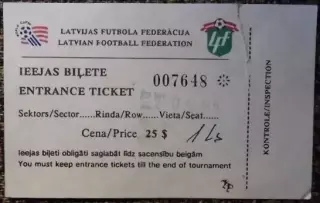 LATVIJAS FUTBOLA FEDERĀCIJA
LATVIAN FOOTBALL FEDERATION
IEEJAS BIĻETE
ENTRANCE TICKET
007648
Sektors/Sector.....Rinda/Row.....Vieta/Seat.....
Cena/Price 25 $
1 Ls
Ieejas biļeti obligāti saglabāt līdz sacensību beigām
You must keep entrance tickets till the end of tournament
KONTROLE/INSPECTION